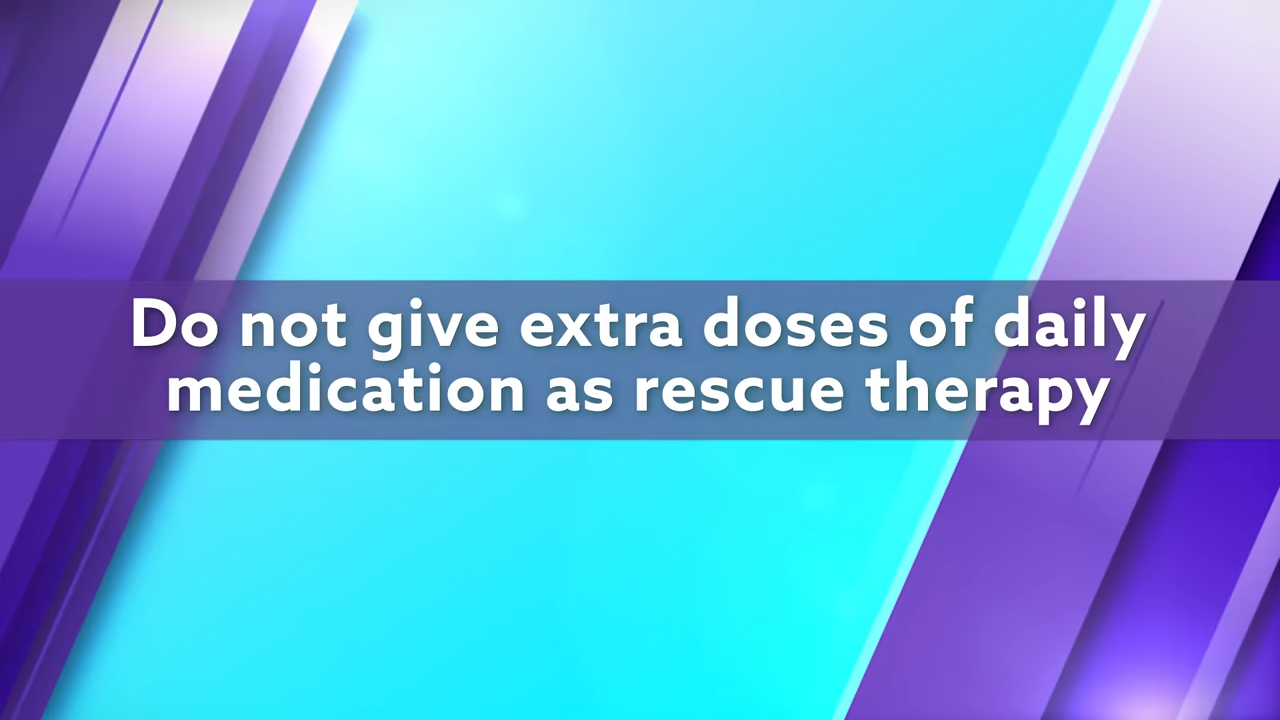 Do not give extra doses of daily
medication as rescue therapy